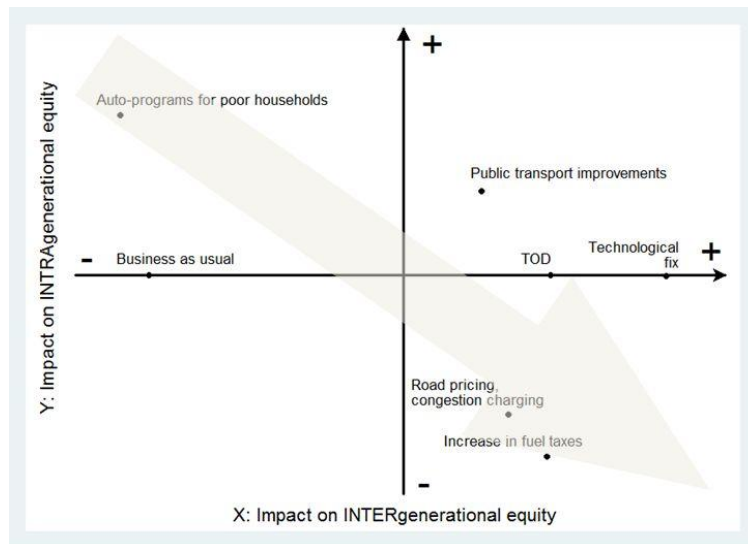 +
Auto-programs for poor households
Public transport improvements
Y: Impact on INTRAgenerational equity
-
Business as usual
TOD
Technological
fix
+
Road pricing,
congestion charging
Increase in fuel taxes
-
X: Impact on INTERgenerational equity